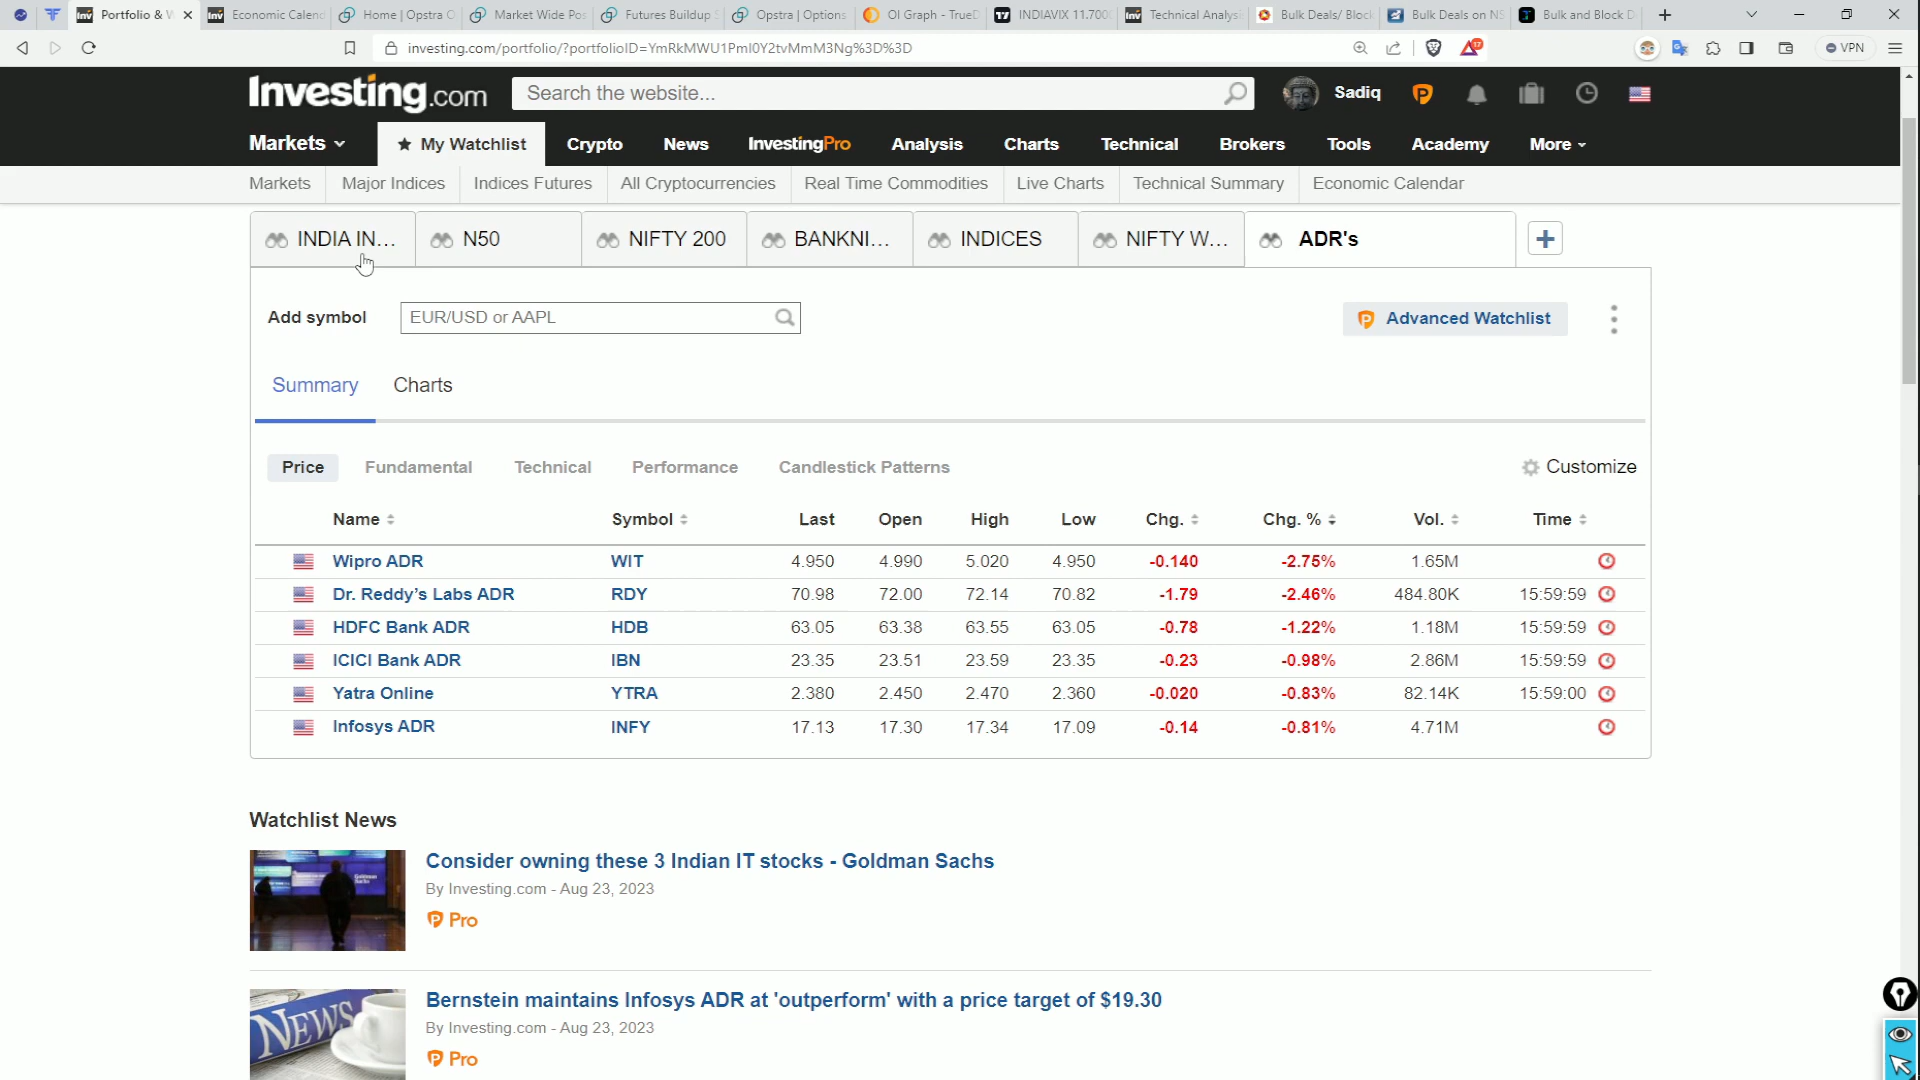 Portfolio & W
Economic Calend
Home | Opstra O
Market Wide Pos
Futures Buildup S
Opstra | Options
OI Graph - TrueD
INDIAVIX 11.700
Technical Analysis
Bulk Deals/ Block
Bulk Deals on NS
Bulk and Block D
investing.com/portfolio/?portfolioID=YmRkMWU1PmI0Y2tvMmM3Ng%3D%3D
17
VPN
Investing.com
Search the website...
Sadiq
Markets
My Watchlist
Crypto
News
InvestingPro
Analysis
Charts
Technical
Brokers
Tools
Academy
More
Markets
Major Indices
Indices Futures
All Cryptocurrencies
Real Time Commodities
Live Charts
Technical Summary
Economic Calendar
INDIA IN...
N50
NIFTY 200
BANKNI...
INDICES
NIFTY W...
ADR's
Add symbol
EUR/USD or AAPL
Advanced Watchlist
Summary
Charts
Price
Fundamental
Technical
Performance
Candlestick Patterns
Customize
Name Symbol Last Open High Low Chg. Chg. % Vol. Time
Wipro ADR WIT 4.950 4.990 5.020 4.950 -0.140 -2.75% 1.65M
Dr. Reddy's Labs ADR RDY 70.98 72.00 72.14 70.82 -1.79 -2.46% 484.80K 15:59:59
HDFC Bank ADR HDB 63.05 63.38 63.55 63.05 -0.78 -1.22% 1.18M 15:59:59
ICICI Bank ADR IBN 23.35 23.51 23.59 23.35 -0.23 -0.98% 2.86M 15:59:59
Yatra Online YTRA 2.380 2.450 2.470 2.360 -0.020 -0.83% 82.14K 15:59:00
Infosys ADR INFY 17.13 17.30 17.34 17.09 -0.14 -0.81% 4.71M
Watchlist News
Goldman
Consider owning these 3 Indian IT stocks - Goldman Sachs
By Investing.com - Aug 23, 2023
Pro
NEWS
Bernstein maintains Infosys ADR at 'outperform' with a price target of $19.30
By Investing.com - Aug 23, 2023
Pro